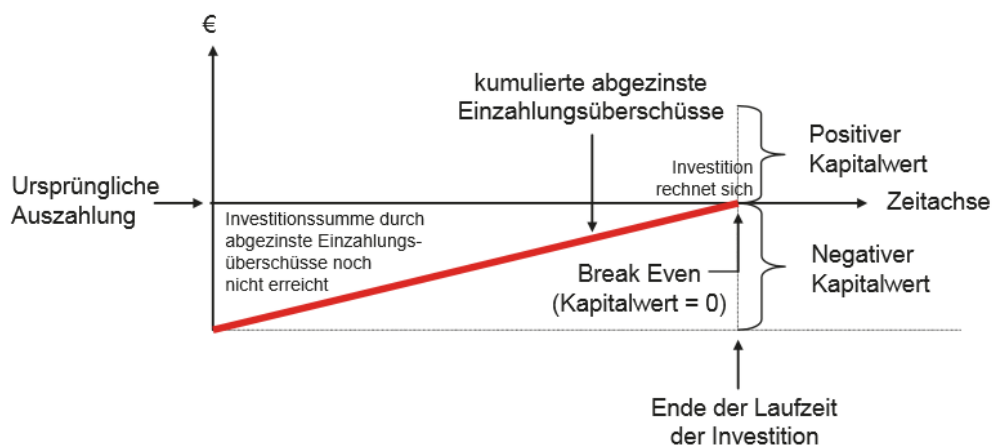 €
kumulierte abgezinste
Einzahlungsüberschüsse
Positiver
Kapitalwert
Investition
rechnet sich
Ursprüngliche
Auszahlung
Zeitachse
Investitionssumme durch
abgezinste Einzahlungs-
überschüsse noch
nicht erreicht
Break Even
(Kapitalwert = 0)
Negativer
Kapitalwert
Ende der Laufzeit
der Investition